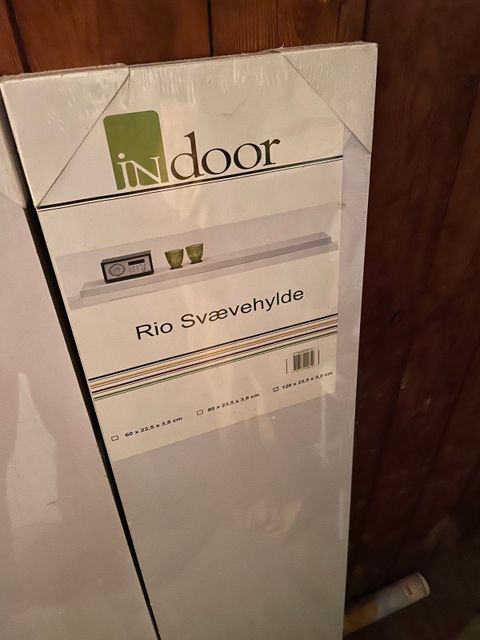 iNdoor
Rio Svævehylde
60 x 23,5 x 3,8 cm
80 x 23,5 x 3,8 cm
120 x 23,5 x 3,8 cm